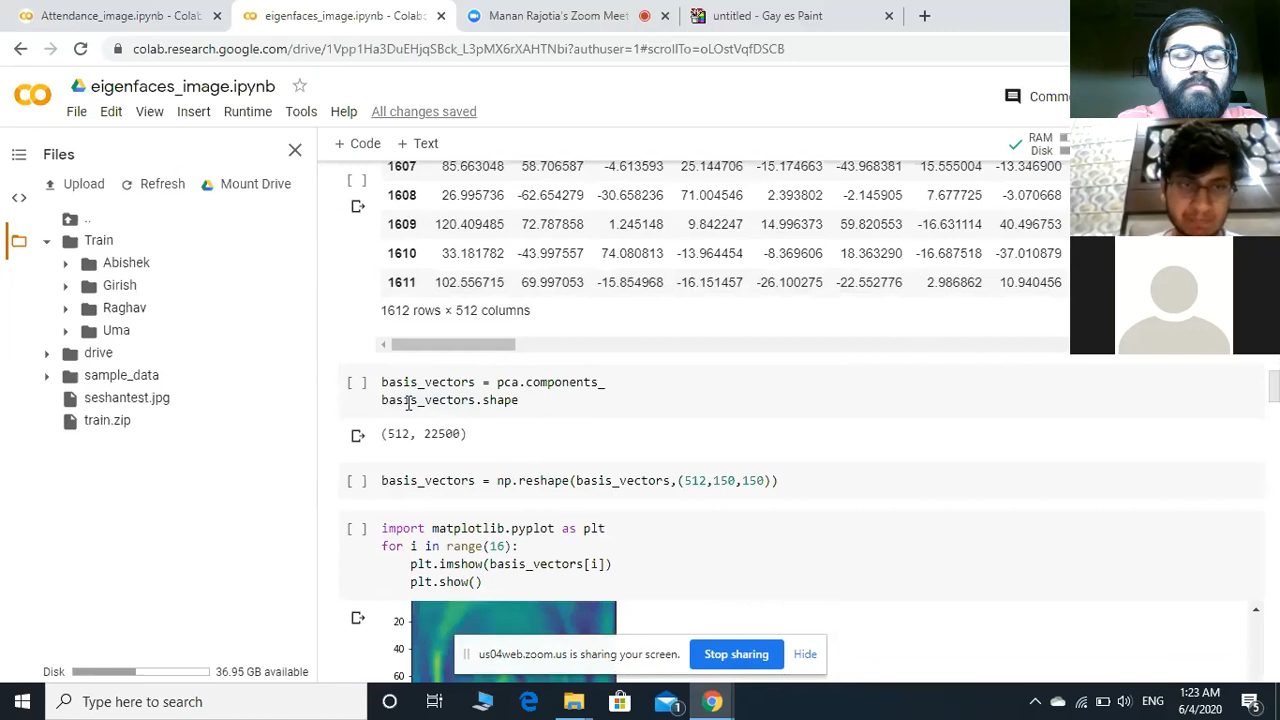 Attendance_image.ipynb - Colab
eigenfaces_image.ipynb - Colab
Manan Rajotia's Zoom Meet
untitled - Gay es Paint
colab.research.google.com/drive/1Vpp1Ha3DuEHjqSBck_L3pMX6rXAHTNbi?authuser=1#scrollTo=oLOstVqfDSCB
eigenfaces_image.ipynb
File Edit View Insert Runtime Tools Help All changes saved
Comme
Files
+ Code + Text
RAM
Disk
Upload Refresh Mount Drive
..
Train
Abishek
Girish
Raghav
Uma
drive
sample_data
seshantest.jpg
train.zip
1607 85.663048 58.706587 -4.613593 25.144706 -15.174663 -43.968381 15.555004 -13.346900
1608 26.995736 -62.654279 -30.658236 71.004546 2.393802 -2.145905 7.677725 -3.070668
1609 120.409485 72.787858 1.245148 9.842247 14.996373 59.820553 -16.631114 40.496753
1610 33.181782 -43.997557 74.080813 -13.964454 -8.369606 18.363290 -16.687518 -37.010879
1611 102.556715 69.997053 -15.854968 -16.151457 -26.100275 -22.552776 2.986862 10.940456
1612 rows × 512 columns
[ ] basis_vectors = pca.components_
basis_vectors.shape
(512, 22500)
[ ] basis_vectors = np.reshape(basis_vectors,(512,150,150))
[ ] import matplotlib.pyplot as plt
for i in range(16):
plt.imshow(basis_vectors[i])
plt.show()
20
40
60
us04web.zoom.us is sharing your screen. Stop sharing Hide
Disk 36.95 GB available
Type here to search
1
ENG
1:23 AM
6/4/2020
5